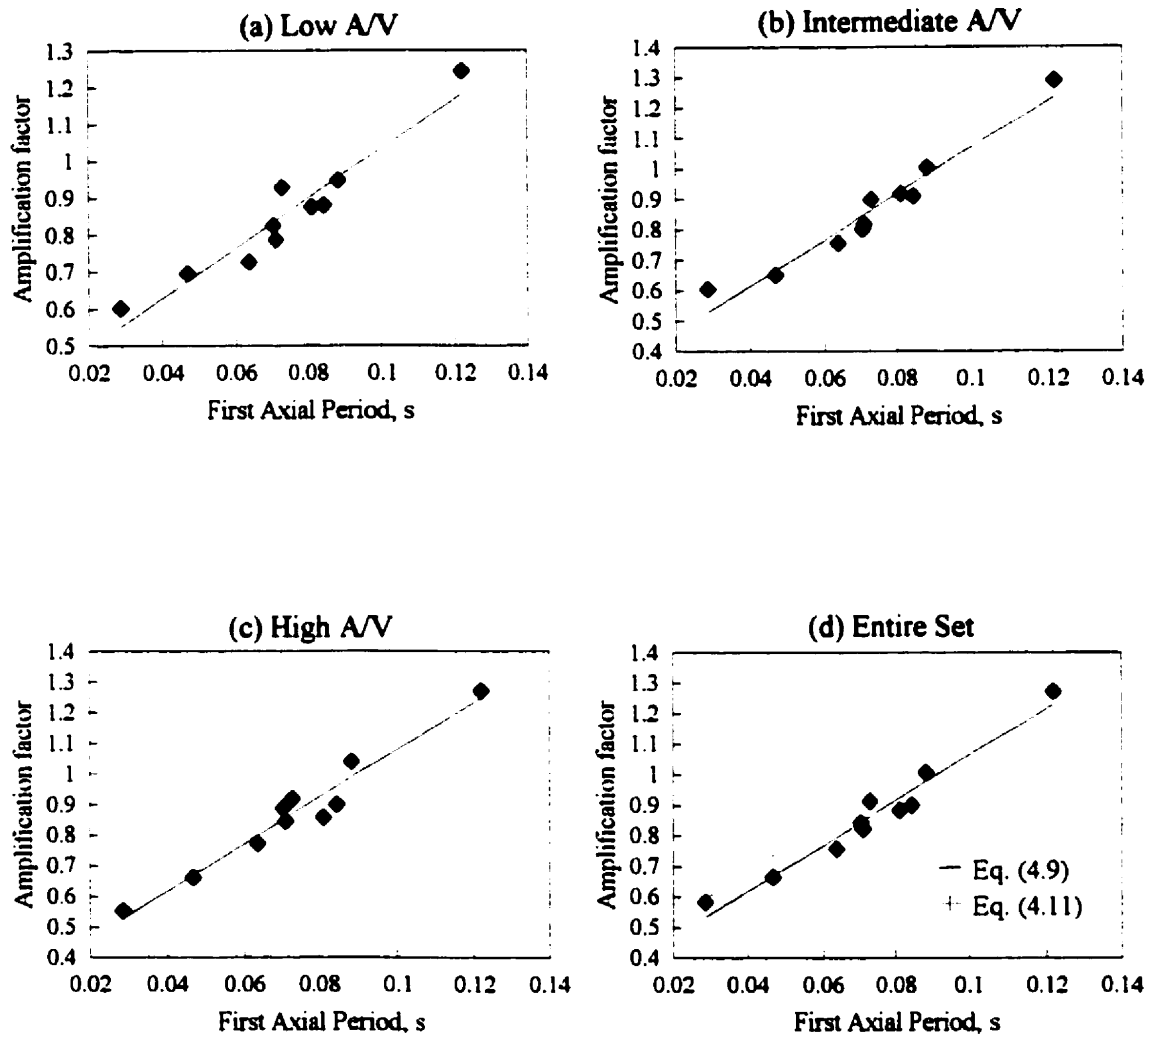 (a) Low A/V
1.3
1.2
1.1
1
0.9
0.8
0.7
0.6
0.5
Amplification factor
0.02 0.04 0.06 0.08 0.1 0.12 0.14
First Axial Period, s
(b) Intermediate A/V
1.4
1.3
1.2
1.1
1
0.9
0.8
0.7
0.6
0.5
0.4
Amplification factor
0.02 0.04 0.06 0.08 0.1 0.12 0.14
First Axial Period, s
(c) High A/V
1.4
1.3
1.2
1.1
1
0.9
0.8
0.7
0.6
0.5
0.4
Amplification factor
0.02 0.04 0.06 0.08 0.1 0.12 0.14
First Axial Period, s
(d) Entire Set
1.4
1.3
1.2
1.1
1
0.9
0.8
0.7
0.6
0.5
0.4
Amplification factor
Eq. (4.9)
Eq. (4.11)
0.02 0.04 0.06 0.08 0.1 0.12 0.14
First Axial Period, s